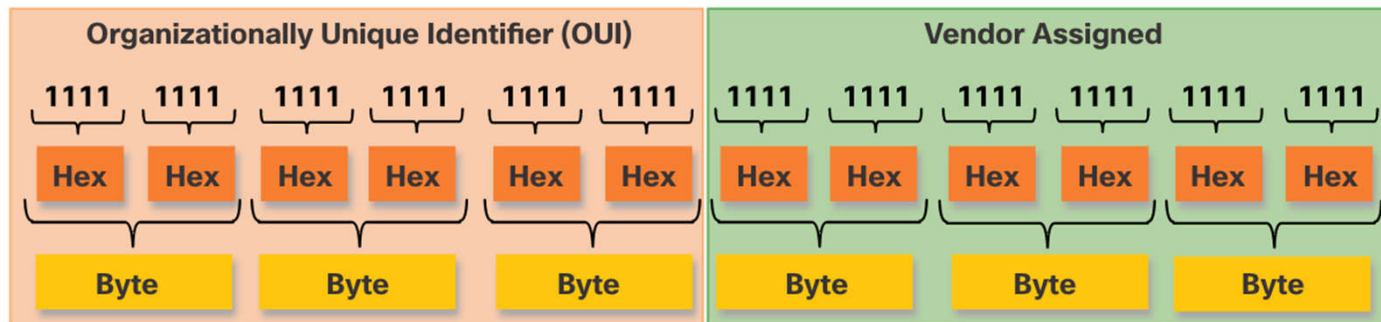 Organizationally Unique Identifier (OUI) Vendor Assigned
1111 1111 1111 1111 1111 1111 1111 1111 1111 1111 1111 1111
Hex Hex Hex Hex Hex Hex Hex Hex Hex Hex Hex Hex
Byte Byte Byte Byte Byte Byte